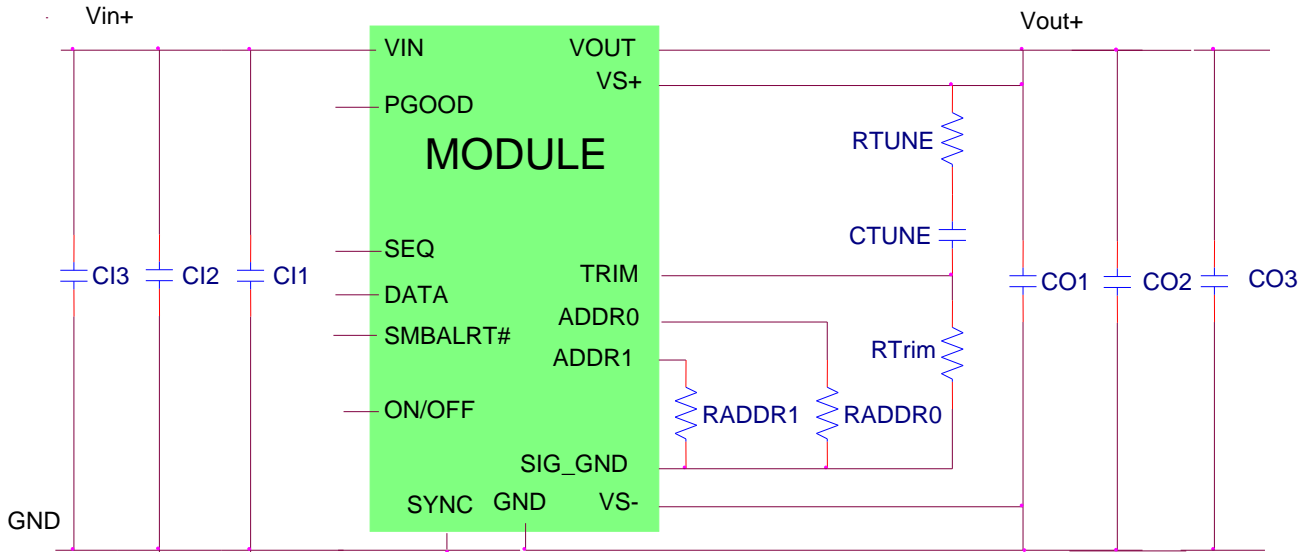 Vin+
Vout+
VIN
VOUT
VS+
PGOOD
MODULE
RTUNE
CTUNE
SEQ
TRIM
CI3
CI2
CI1
CO1
CO2
CO3
DATA
ADDR0
SMBALRT#
ADDR1
RTrim
ON/OFF
RADDR1
RADDR0
SIG_GND
SYNC
GND
VS-
GND